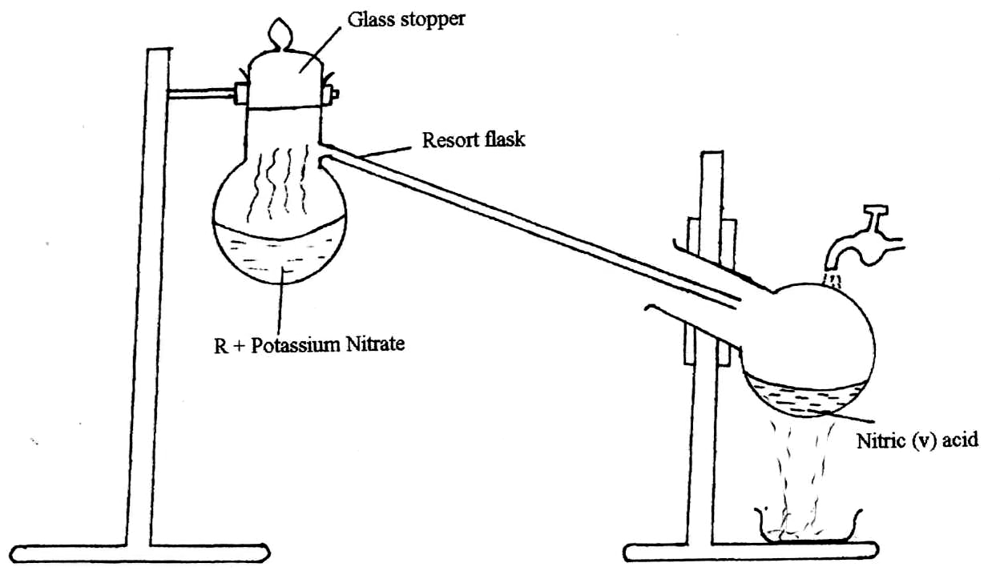 Glass stopper
Resort flask
R + Potassium Nitrate
Nitric (v) acid